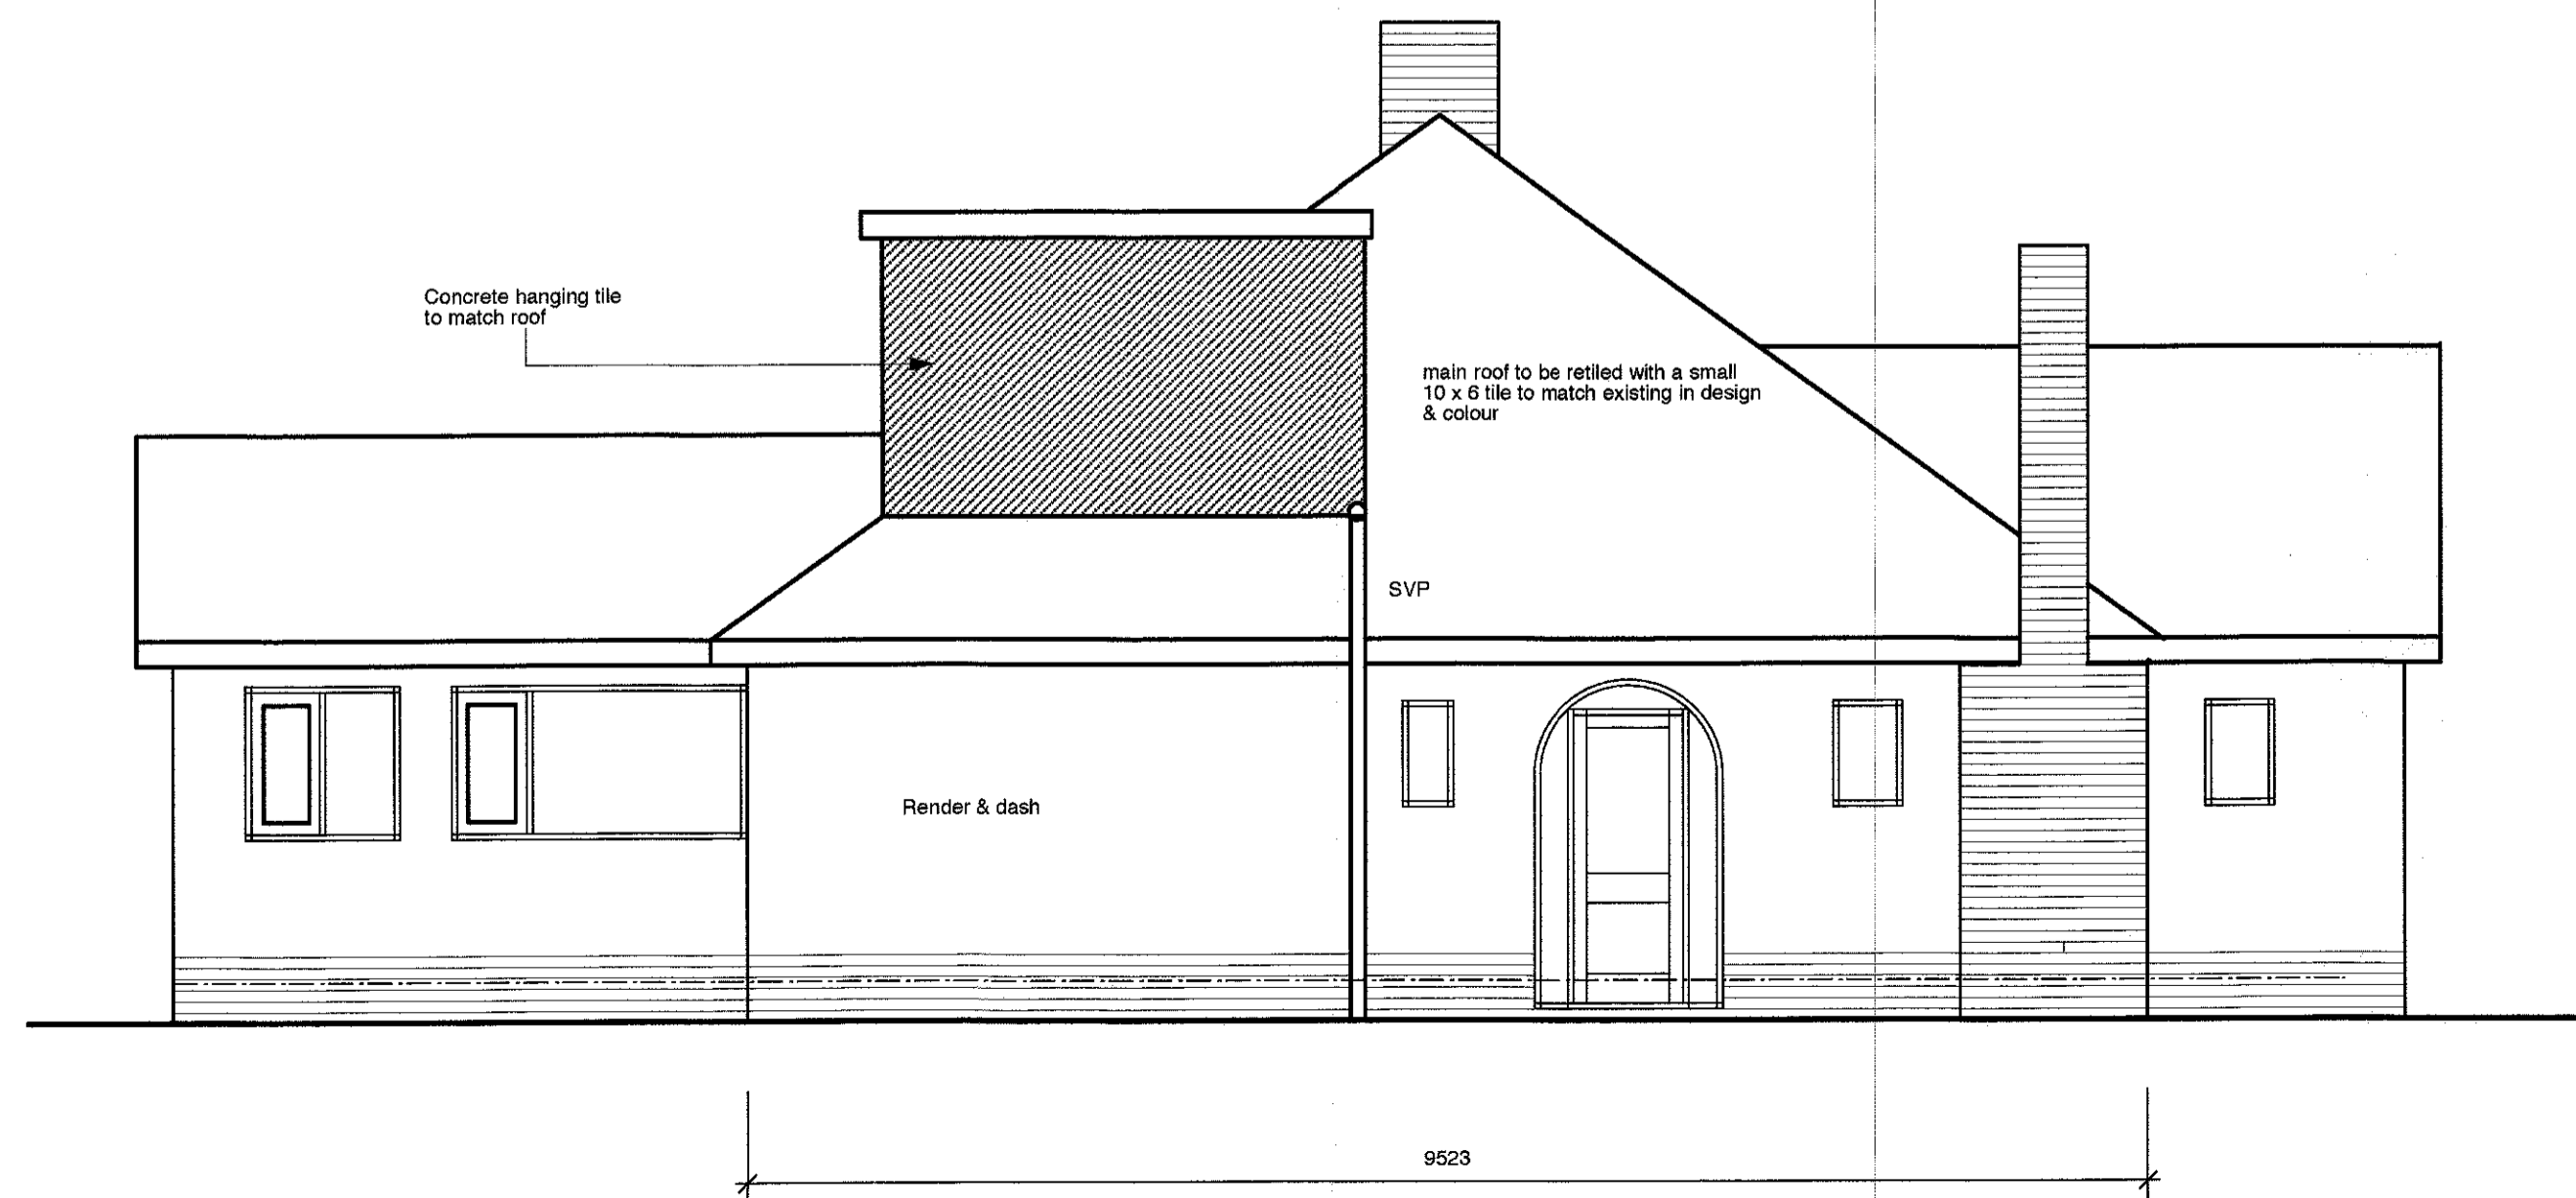 Concrete hanging tile
to match roof
main roof to be retiled with a small
10 x 6 tile to match existing in design
& colour
SVP
Render & dash
9523